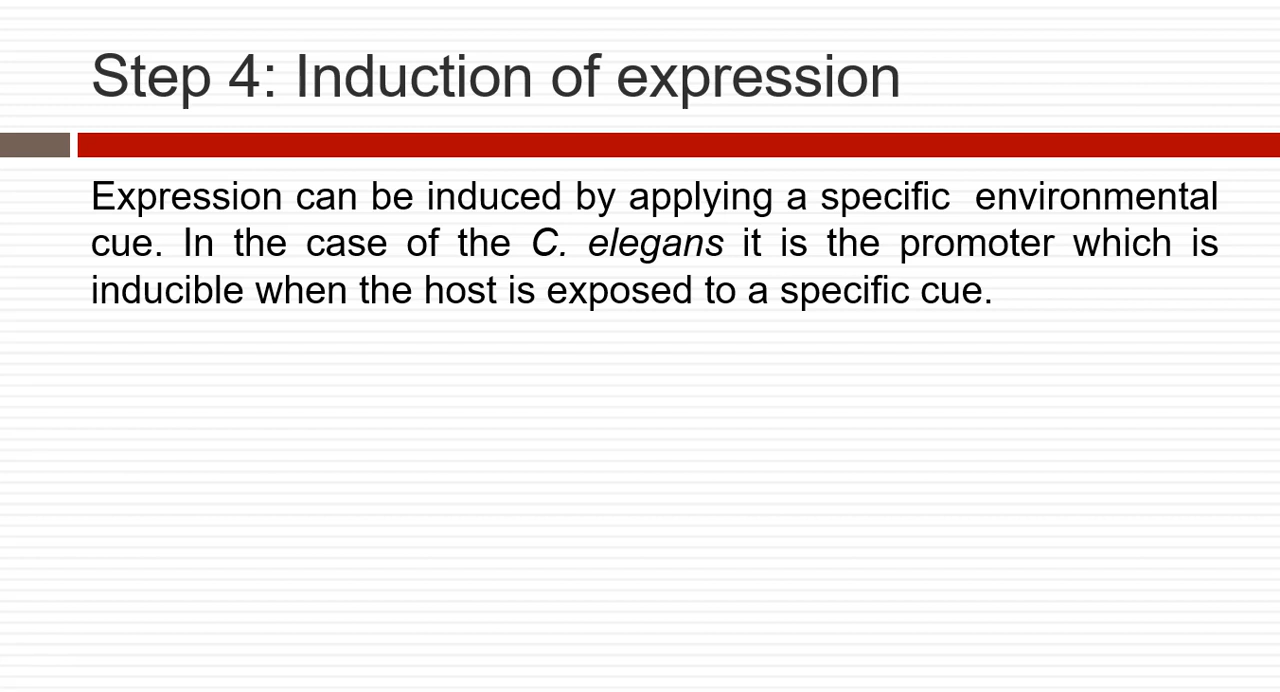 Step 4: Induction of expression
Expression can be induced by applying a specific  environmental
cue. In the case of the C. elegans it is the promoter which is
inducible when the host is exposed to a specific cue.